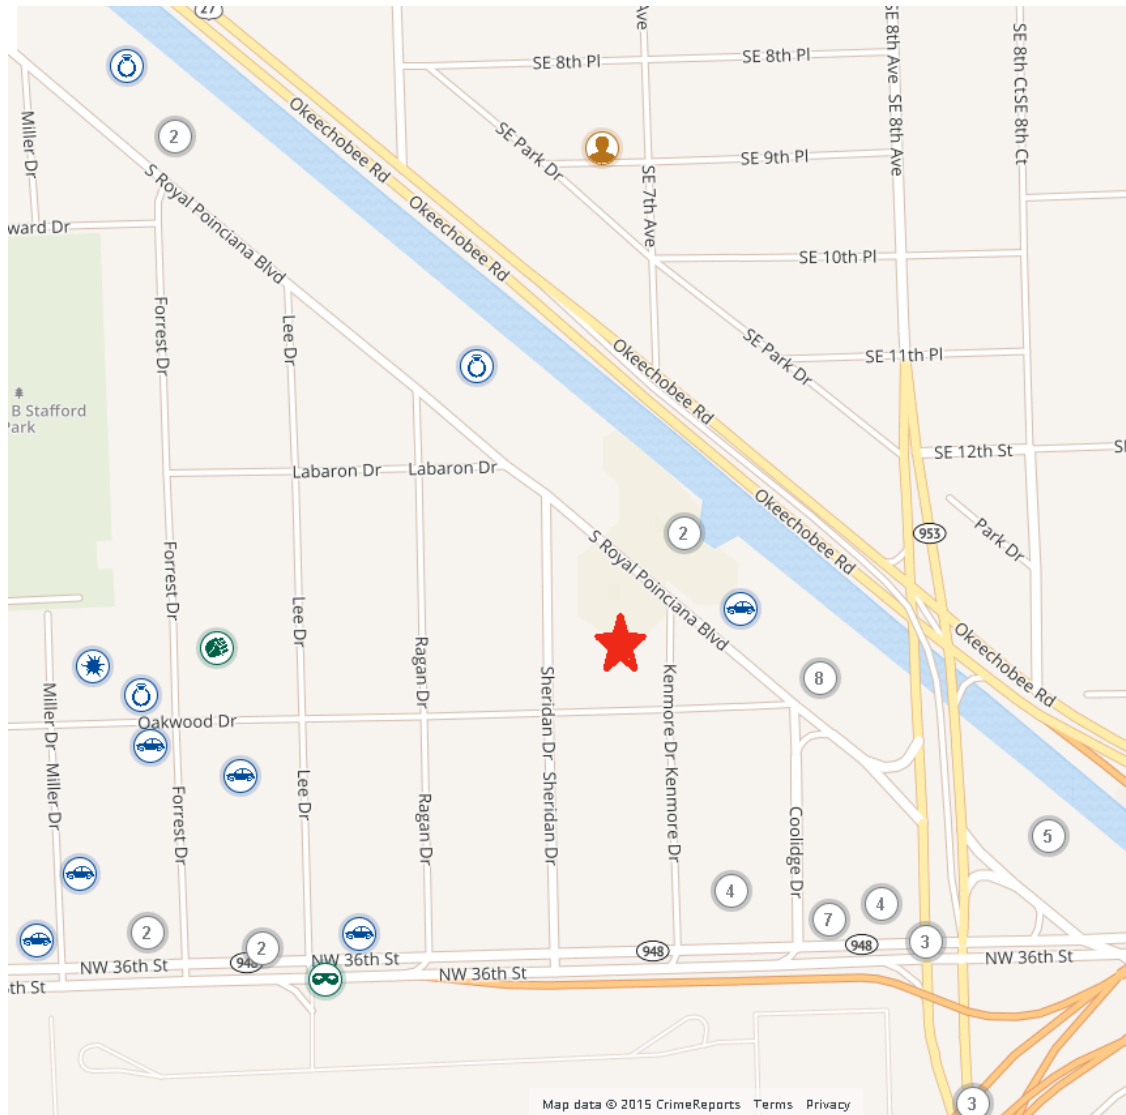 27
Ave
SE 8th Pl
SE 8th Pl
SE 8th Ave
SE 8th Ave
SE 8th Ct
SE 8th Ct
Miller Dr
2
Okeechobee Rd
SE Park Dr
SE 9th Pl
S Royal Poinciana Blvd
Okeechobee Rd
SE 7th Ave
ward Dr
SE 10th Pl
Forrest Dr
Lee Dr
Okeechobee Rd
SE Park Dr
SE 11th Pl
B Stafford
Park
Labaron Dr
Labaron Dr
SE 12th St
Okeechobee Rd
2
953
Park Dr
S Royal Poinciana Blvd
Forrest Dr
Lee Dr
Ragan Dr
Okeechobee Rd
8
Miller Dr
Sheridan Dr
Kenmore Dr
Oakwood Dr
Miller Dr
Forrest Dr
Lee Dr
Ragan Dr
Sheridan Dr
Kenmore Dr
Coolidge Dr
5
4
7
4
2
2
3
948
NW 36th St
948
NW 36th St
948
NW 36th St
NW 36th St
th St
3
Map data © 2015 CrimeReports Terms Privacy